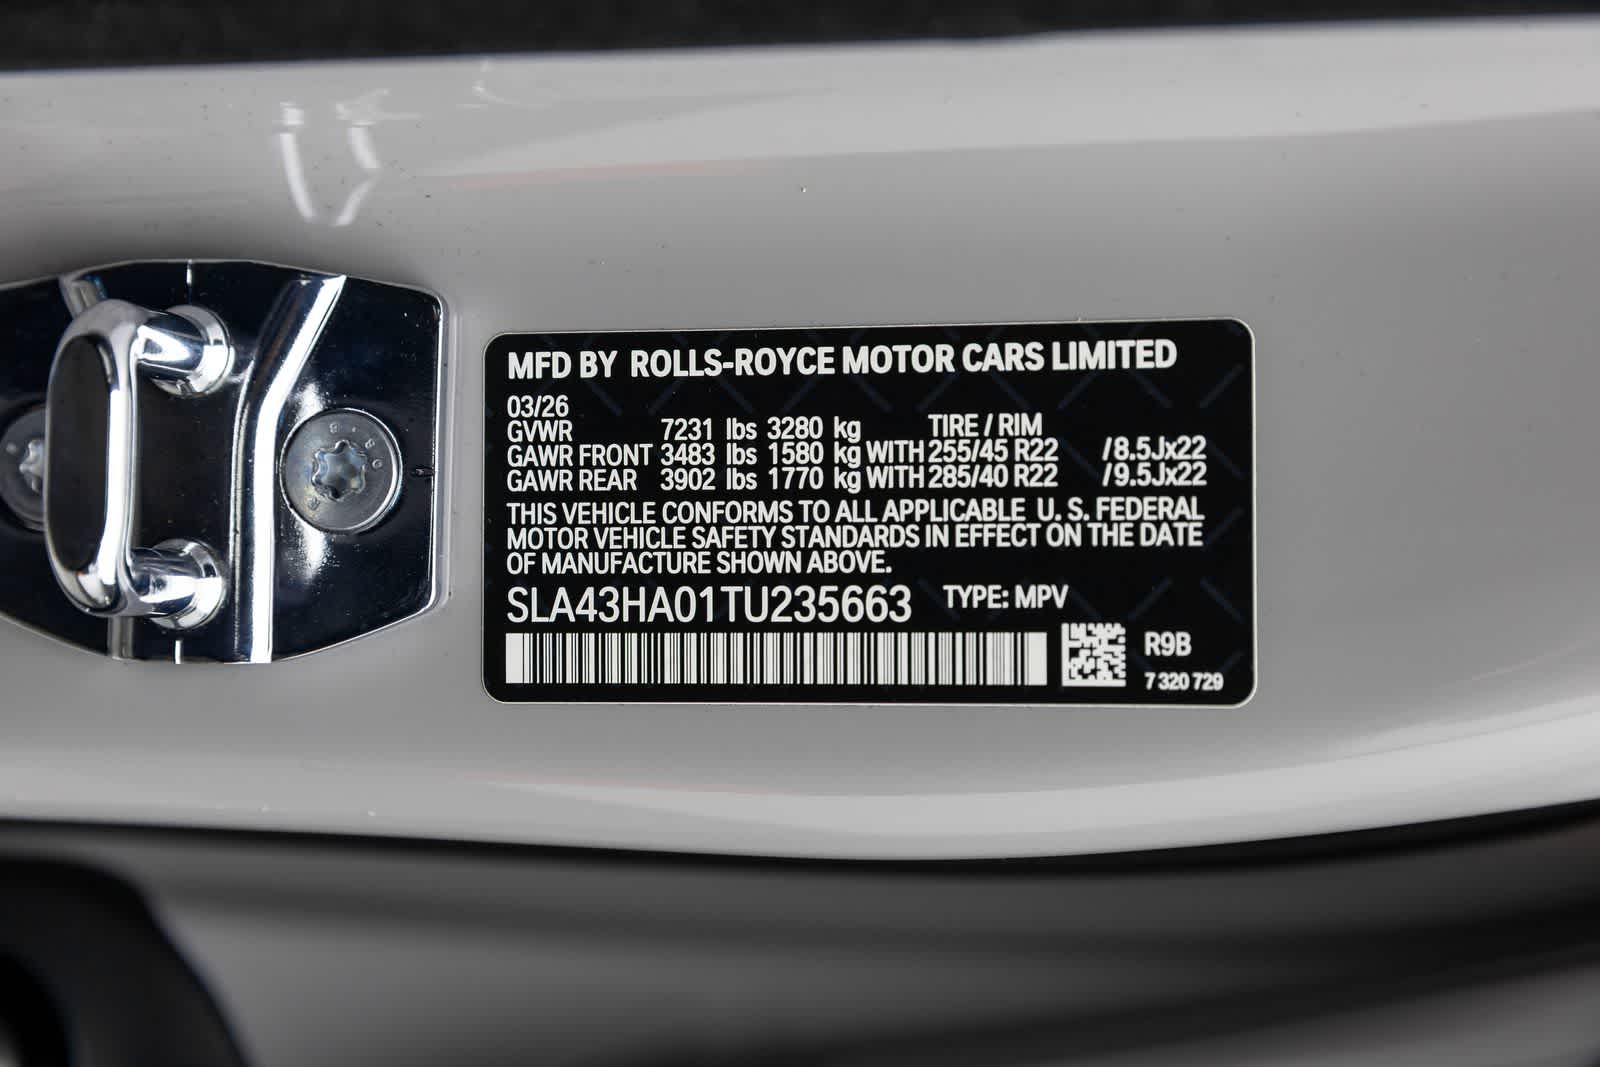 MFD BY ROLLS-ROYCE MOTOR CARS LIMITED
03/26
GVWR 7231 lbs 3280 kg TIRE / RIM
GAWR FRONT 3483 lbs 1580 kg WITH 255/45 R22 /8.5Jx22
GAWR REAR 3902 lbs 1770 kg WITH 285/40 R22 /9.5Jx22
THIS VEHICLE CONFORMS TO ALL APPLICABLE U. S. FEDERAL
MOTOR VEHICLE SAFETY STANDARDS IN EFFECT ON THE DATE
OF MANUFACTURE SHOWN ABOVE.
SLA43HA01TU235663 TYPE: MPV
R9B
7 320 729
8.8